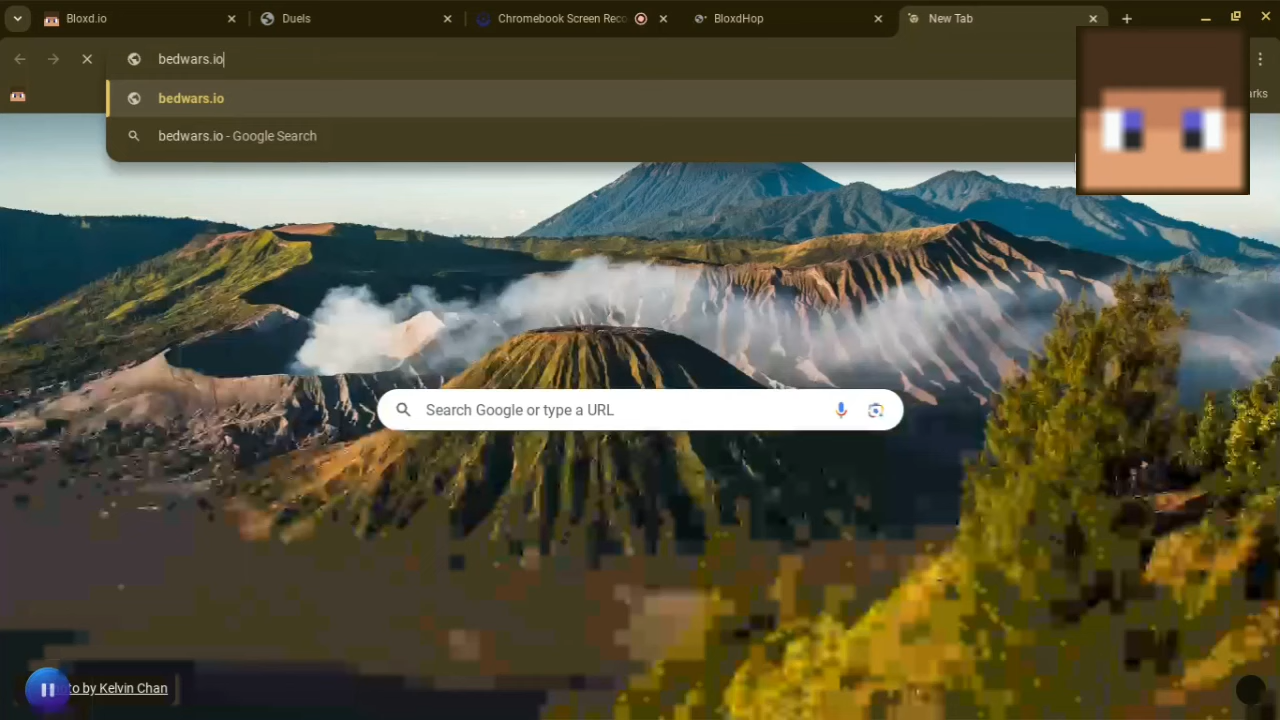 Bloxd.io
Duels
Chromebook Screen Reco
BloxdHop
New Tab
bedwars.io
arks
bedwars.io
bedwars.io - Google Search
Search Google or type a URL
to by Kelvin Chan